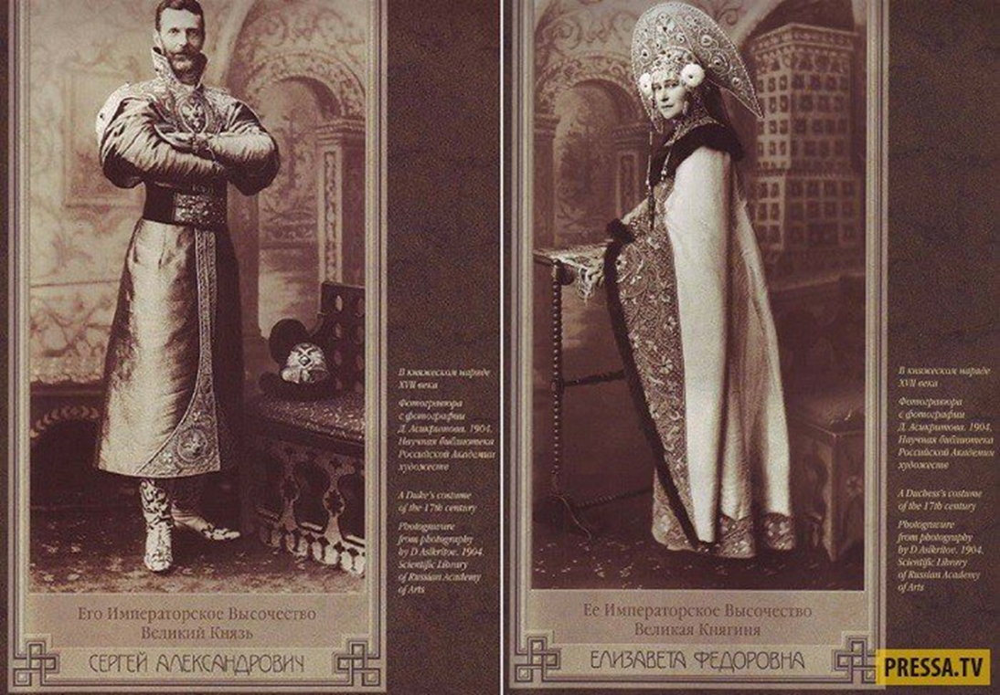 В княжеском наряде
XVII века
Фотогравюра
с фотографии
Д. Асикритова. 1904.
Научная библиотека
Российской Академии
художеств
A Duke's costume
of the 17th century
Photogravure
from photography
by D Asikritov. 1904.
Scientific Library
of Russian Academy
of Arts
Его Императорское Высочество
Великий Князь
СЕРГЕЙ АЛЕКСАНДРОВИЧ
В княжеском наряде
XVII века
Фотогравюра
с фотографии
Д. Асикритова. 1904.
Научная библиотека
Российской Академии
художеств
A Duchess's costume
of the 17th century
Photogravure
from photography
by D Asikritov. 1904.
Scientific Library
of Russian Academy
of Arts
Ее Императорское Высочество
Великая Княгиня
ЕЛИЗАВЕТА ФЕДОРОВНА
PRESSA.TV